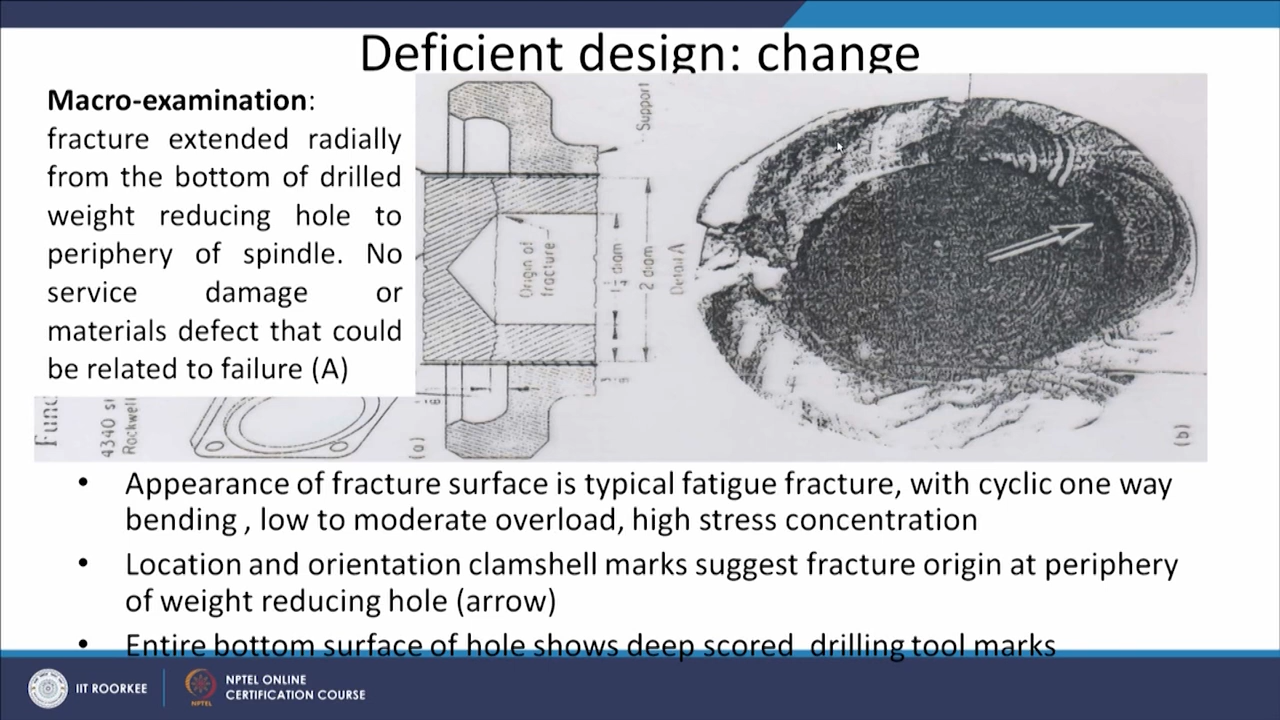 Deficient design: change
Macro-examination:
fracture extended radially
from the bottom of drilled
weight reducing hole to
periphery of spindle. No
service damage or
materials defect that could
be related to failure (A)
Support
Origin of
fracture
diam
2 diam
Detail A
4340
Rockwell
(a)
(b)
• Appearance of fracture surface is typical fatigue fracture, with cyclic one way
bending , low to moderate overload, high stress concentration
• Location and orientation clamshell marks suggest fracture origin at periphery
of weight reducing hole (arrow)
• Entire bottom surface of hole shows deep scored drilling tool marks
IIT ROORKEE
NPTEL
NPTEL ONLINE
CERTIFICATION COURSE